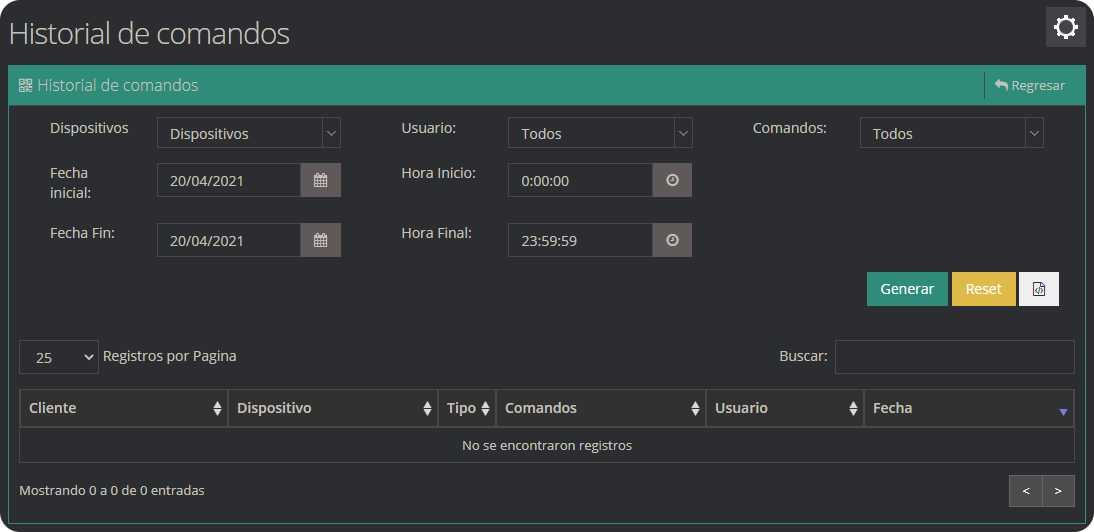 Historial de comandos
Historial de comandos
Regresar
Dispositivos
Dispositivos
Usuario:
Todos
Comandos:
Todos
Fecha
inicial:
20/04/2021
Hora Inicio:
0:00:00
Fecha Fin:
20/04/2021
Hora Final:
23:59:59
Generar
Reset
25
Registros por Pagina
Buscar:
Cliente
Dispositivo
Tipo
Comandos
Usuario
Fecha
No se encontraron registros
Mostrando 0 a 0 de 0 entradas
<
>